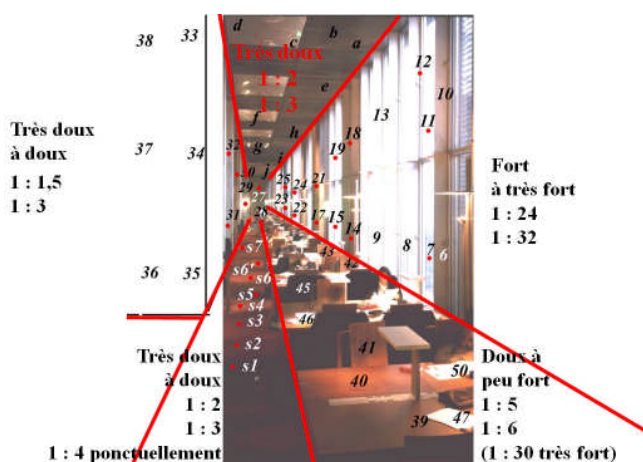 d
b
38 33 c a
Très doux
12
1 : 2
e 10
1 : 3
f 13
11
Très doux
h 18
à doux
37 34 32 g 19
i
Fort
j
1 : 1,5
25 24 21
29 27
à très fort
1 : 3
23 22
31 28 17 15 14
1 : 24
9 8 7 6
s7 43
1 : 32
42
36 35 s6' s6
45
s5
s4
46
s3
s2
41
Très doux
à doux
s1
Doux à
peu fort
50
40
1 : 2
1 : 5
1 : 3
39 47
1 : 6
1 : 4 ponctuellement
(1 : 30 très fort)